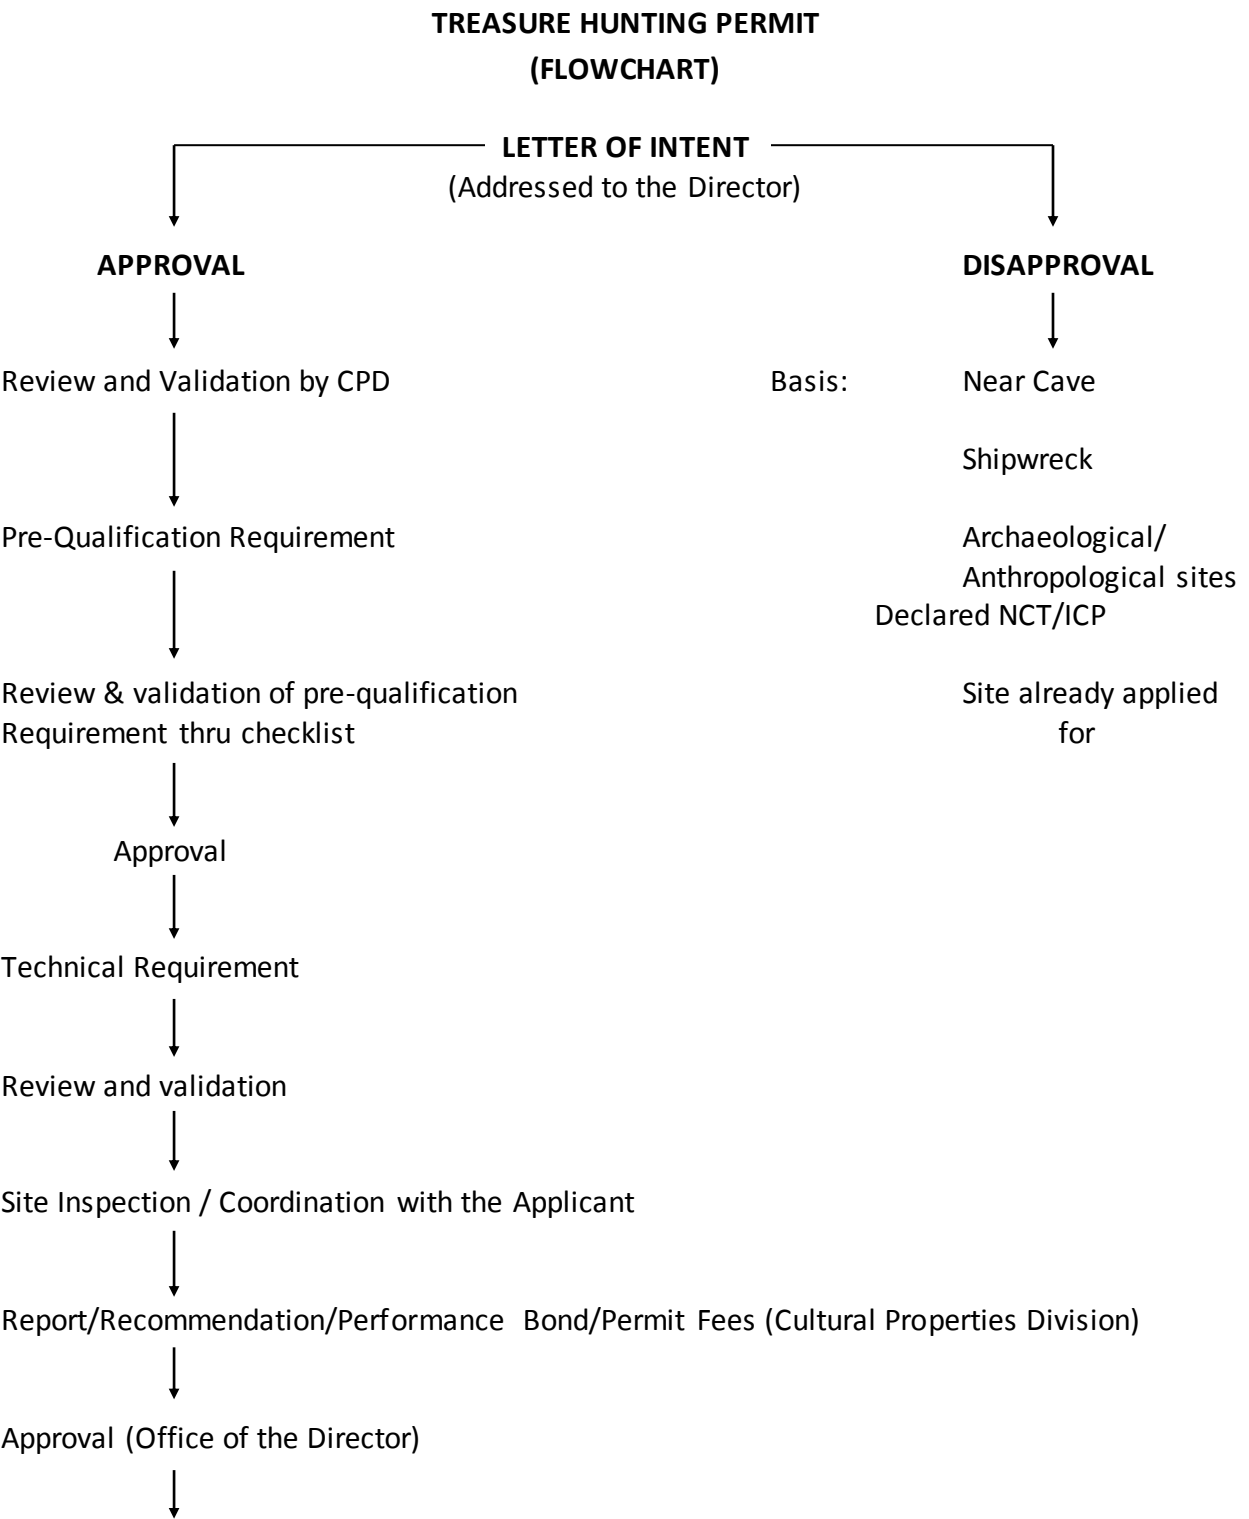 TREASURE HUNTING PERMIT
(FLOWCHART)
LETTER OF INTENT
(Addressed to the Director)
APPROVAL
DISAPPROVAL
Review and Validation by CPD
Basis: Near Cave
Shipwreck
Pre-Qualification Requirement
Archaeological/
Anthropological sites
Declared NCT/ICP
Review & validation of pre-qualification
Requirement thru checklist
Site already applied
for
Approval
Technical Requirement
Review and validation
Site Inspection / Coordination with the Applicant
Report/Recommendation/Performance Bond/Permit Fees (Cultural Properties Division)
Approval (Office of the Director)